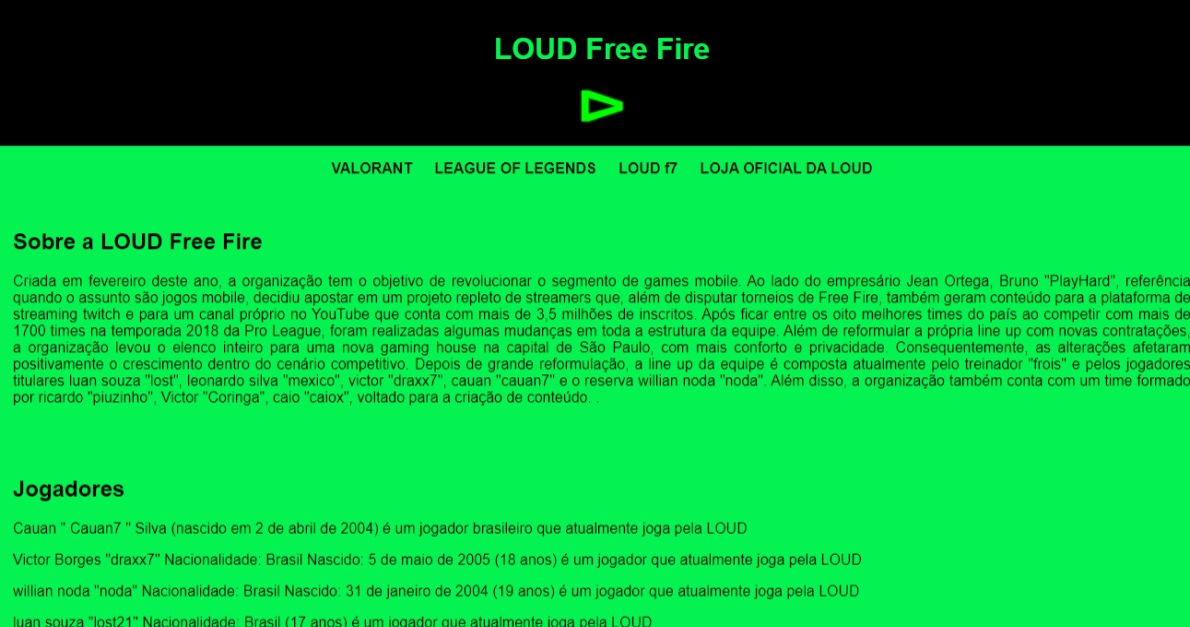 LOUD Free Fire
VALORANT LEAGUE OF LEGENDS LOUD f7 LOJA OFICIAL DA LOUD
Sobre a LOUD Free Fire
Criada em fevereiro deste ano, a organização tem o objetivo de revolucionar o segmento de games mobile. Ao lado do empresário Jean Ortega, Bruno "PlayHard", referência
quando o assunto são jogos mobile, decidiu apostar em um projeto repleto de streamers que, além de disputar torneios de Free Fire, também geram conteúdo para a plataforma de
streaming twitch e para um canal próprio no YouTube que conta com mais de 3,5 milhões de inscritos. Após ficar entre os oito melhores times do país ao competir com mais de
1700 times na temporada 2018 da Pro League, foram realizadas algumas mudanças em toda a estrutura da equipe. Além de reformular a própria line up com novas contratações,
a organização levou o elenco inteiro para uma nova gaming house na capital de São Paulo, com mais conforto e privacidade. Consequentemente, as alterações afetaram
positivamente o crescimento dentro do cenário competitivo. Depois de grande reformulação, a line up da equipe é composta atualmente pelo treinador "frois" e pelos jogadores
titulares luan souza "lost", leonardo silva "mexico", victor "draxx7", cauan "cauan7" e o reserva willian noda "noda". Além disso, a organização também conta com um time formado
por ricardo "piuzinho", Victor "Coringa", caio "caiox", voltado para a criação de conteúdo. .
Jogadores
Cauan " Cauan7 " Silva (nascido em 2 de abril de 2004) é um jogador brasileiro que atualmente joga pela LOUD
Victor Borges "draxx7" Nacionalidade: Brasil Nascido: 5 de maio de 2005 (18 anos) é um jogador que atualmente joga pela LOUD
willian noda "noda" Nacionalidade: Brasil Nascido: 31 de janeiro de 2004 (19 anos) é um jogador que atualmente joga pela LOUD
luan souza "lost21" Nacionalidade: Brasil (17 anos) é um jogador que atualmente joga pela LOUD